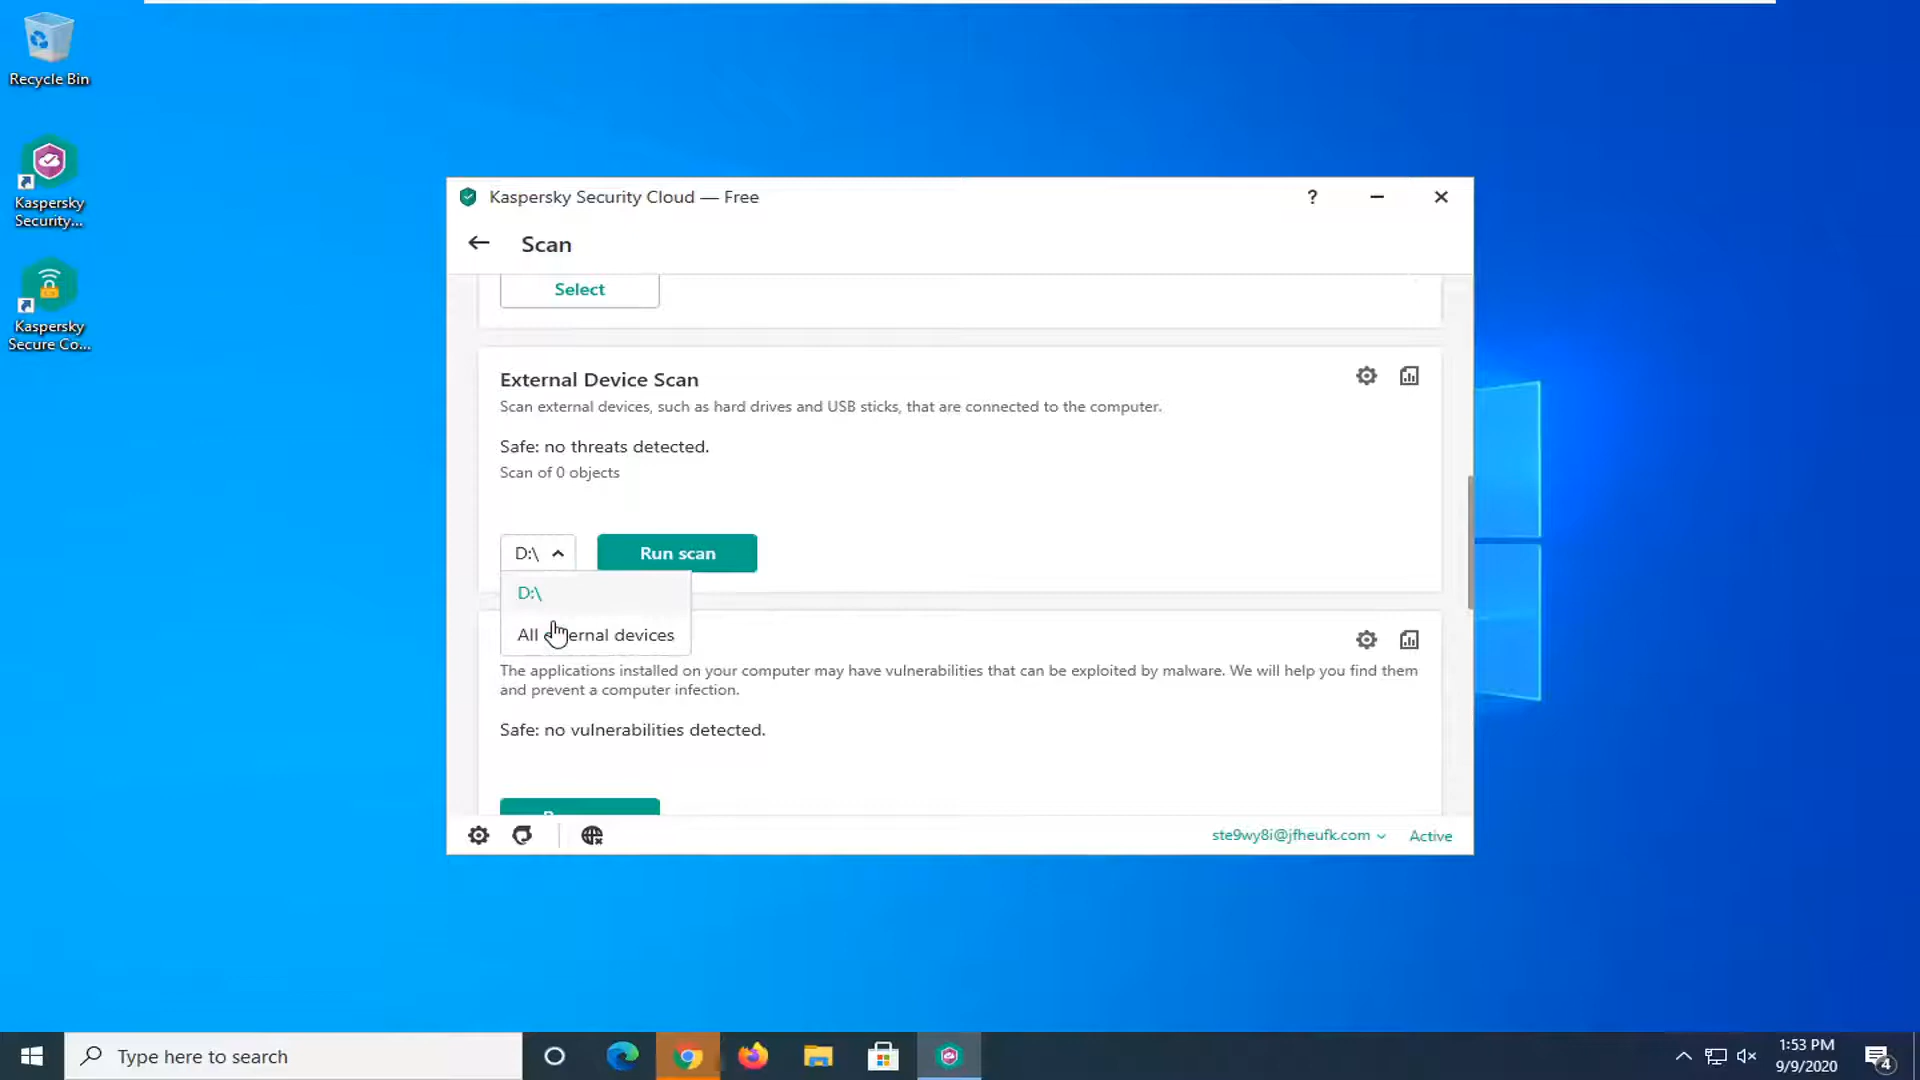 Recycle Bin
Kaspersky
Security...
Kaspersky
Secure Co...
Kaspersky Security Cloud — Free
?
Scan
Select
External Device Scan
Scan external devices, such as hard drives and USB sticks, that are connected to the computer.
Safe: no threats detected.
Scan of 0 objects
D:\
Run scan
D:\
All external devices
The applications installed on your computer may have vulnerabilities that can be exploited by malware. We will help you find them
and prevent a computer infection.
Safe: no vulnerabilities detected.
ste9wy8i@jfheufk.com
Active
Type here to search
1:53 PM
9/9/2020
4